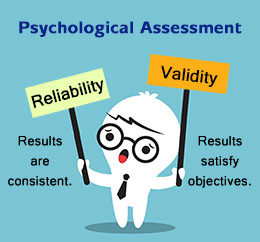 Psychological Assessment
Reliability
Validity
Results
are
consistent.
Results
satisfy
objectives.